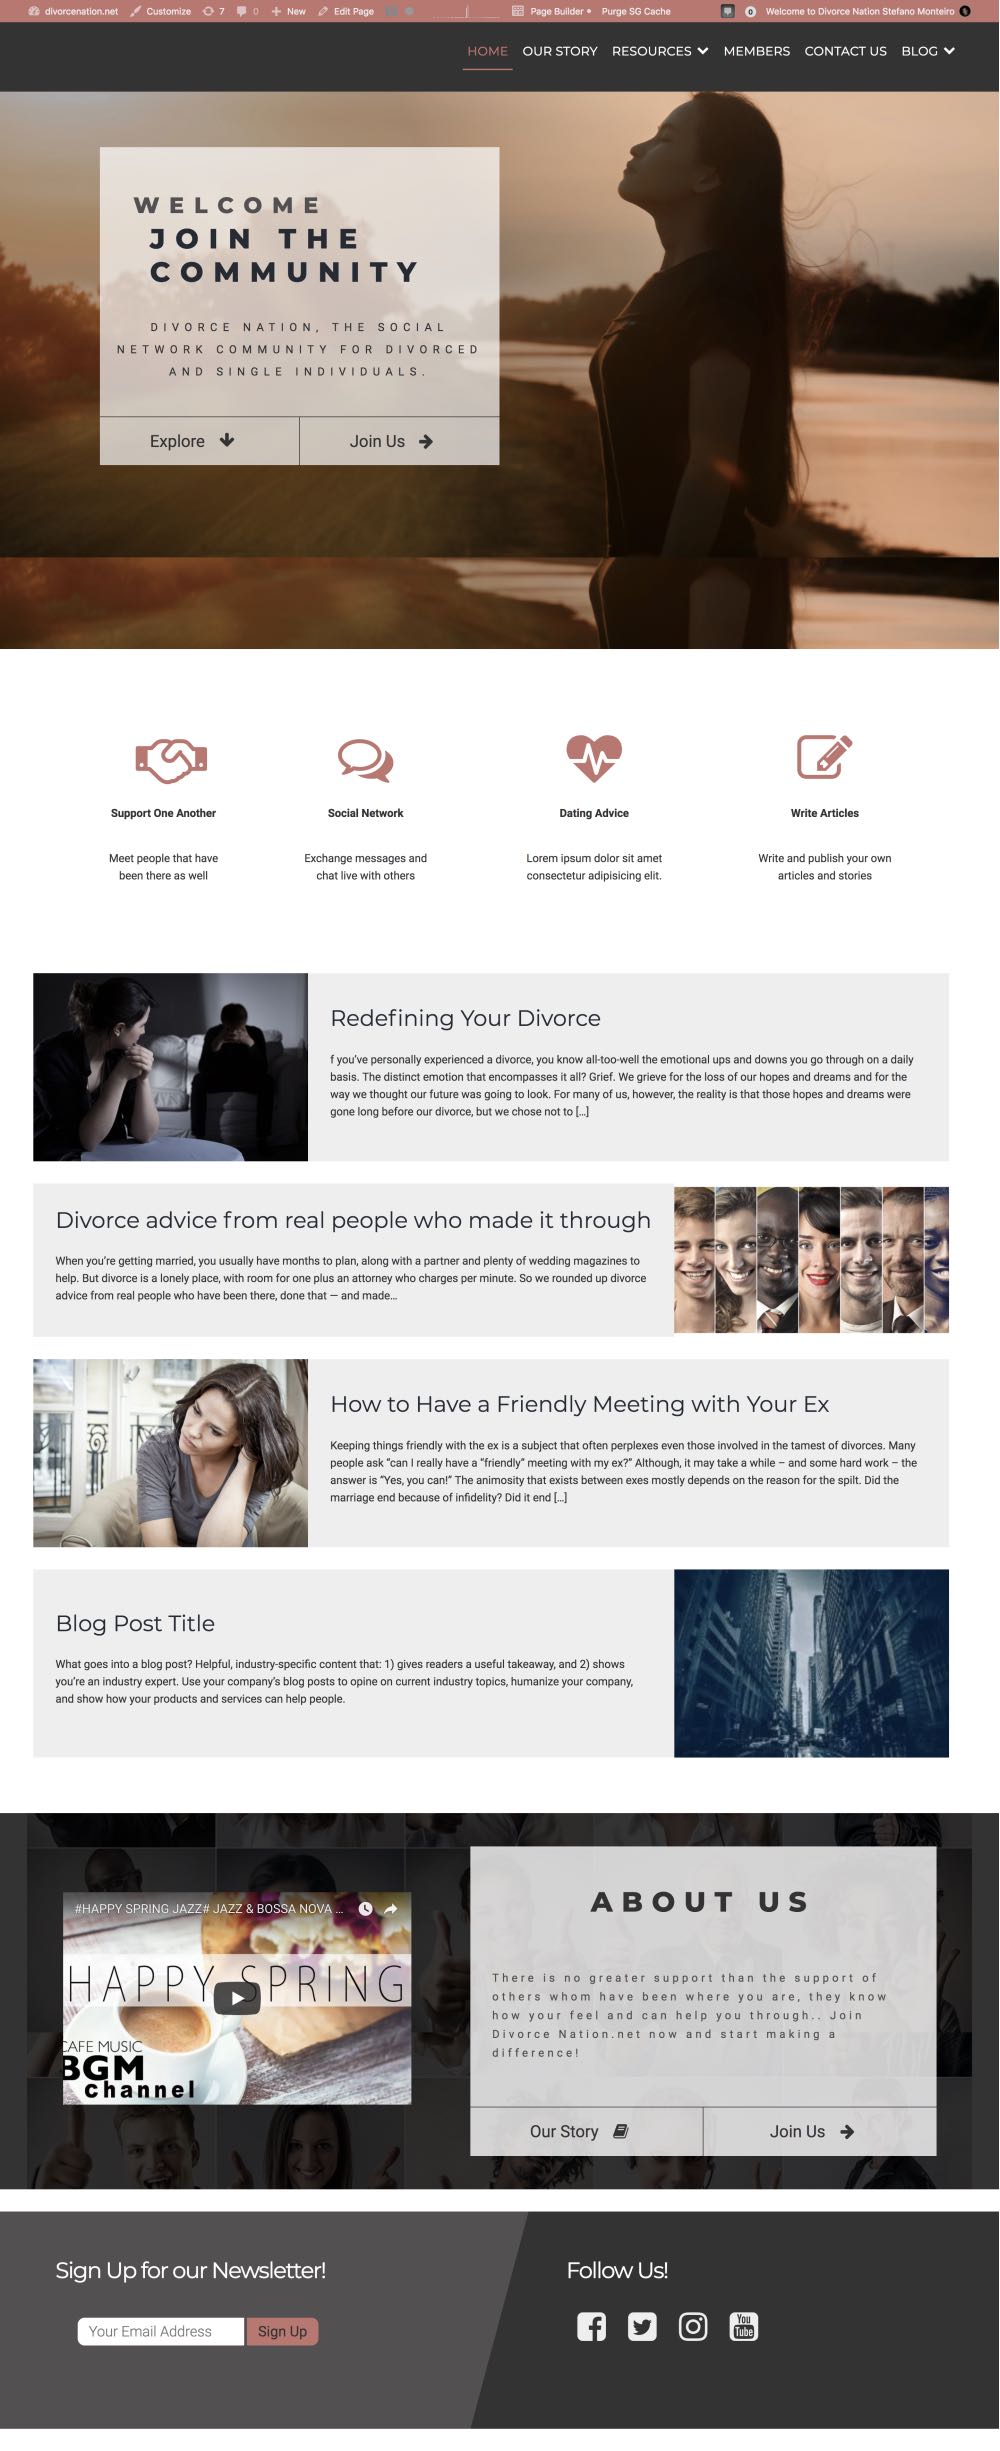 divorcenation.net Customize 7 0 New Edit Page Page Builder Purge SG Cache 0 Welcome to Divorce Nation Stefano Monteiro
HOME OUR STORY RESOURCES MEMBERS CONTACT US BLOG
WELCOME
JOIN THE
COMMUNITY
DIVORCE NATION, THE SOCIAL
NETWORK COMMUNITY FOR DIVORCED
AND SINGLE INDIVIDUALS.
Explore Join Us
Support One Another
Meet people that have
been there as well
Social Network
Exchange messages and
chat live with others
Dating Advice
Lorem ipsum dolor sit amet
consectetur adipisicing elit.
Write Articles
Write and publish your own
articles and stories
Redefining Your Divorce
f you’ve personally experienced a divorce, you know all-too-well the emotional ups and downs you go through on a daily
basis. The distinct emotion that encompasses it all? Grief. We grieve for the loss of our hopes and dreams and for the
way we thought our future was going to look. For many of us, however, the reality is that those hopes and dreams were
gone long before our divorce, but we chose not to [...]
Divorce advice from real people who made it through
When you’re getting married, you usually have months to plan, along with a partner and plenty of wedding magazines to
help. But divorce is a lonely place, with room for one plus an attorney who charges per minute. So we rounded up divorce
advice from real people who have been there, done that — and made...
How to Have a Friendly Meeting with Your Ex
Keeping things friendly with the ex is a subject that often perplexes even those involved in the tamest of divorces. Many
people ask “can I really have a “friendly” meeting with my ex?” Although, it may take a while – and some hard work – the
answer is “Yes, you can!” The animosity that exists between exes mostly depends on the reason for the spilt. Did the
marriage end because of infidelity? Did it end [...]
Blog Post Title
What goes into a blog post? Helpful, industry-specific content that: 1) gives readers a useful takeaway, and 2) shows
you’re an industry expert. Use your company’s blog posts to opine on current industry topics, humanize your company,
and show how your products and services can help people.
#HAPPY SPRING JAZZ# JAZZ & BOSSA NOVA ...
HAPPY SPRING
CAFE MUSIC
BGM
channel
ABOUT US
There is no greater support than the support of
others whom have been where you are, they know
how your feel and can help you through.. Join
Divorce Nation.net now and start making a
difference!
Our Story Join Us
Sign Up for our Newsletter!
Your Email Address Sign Up
Follow Us!
You
Tube